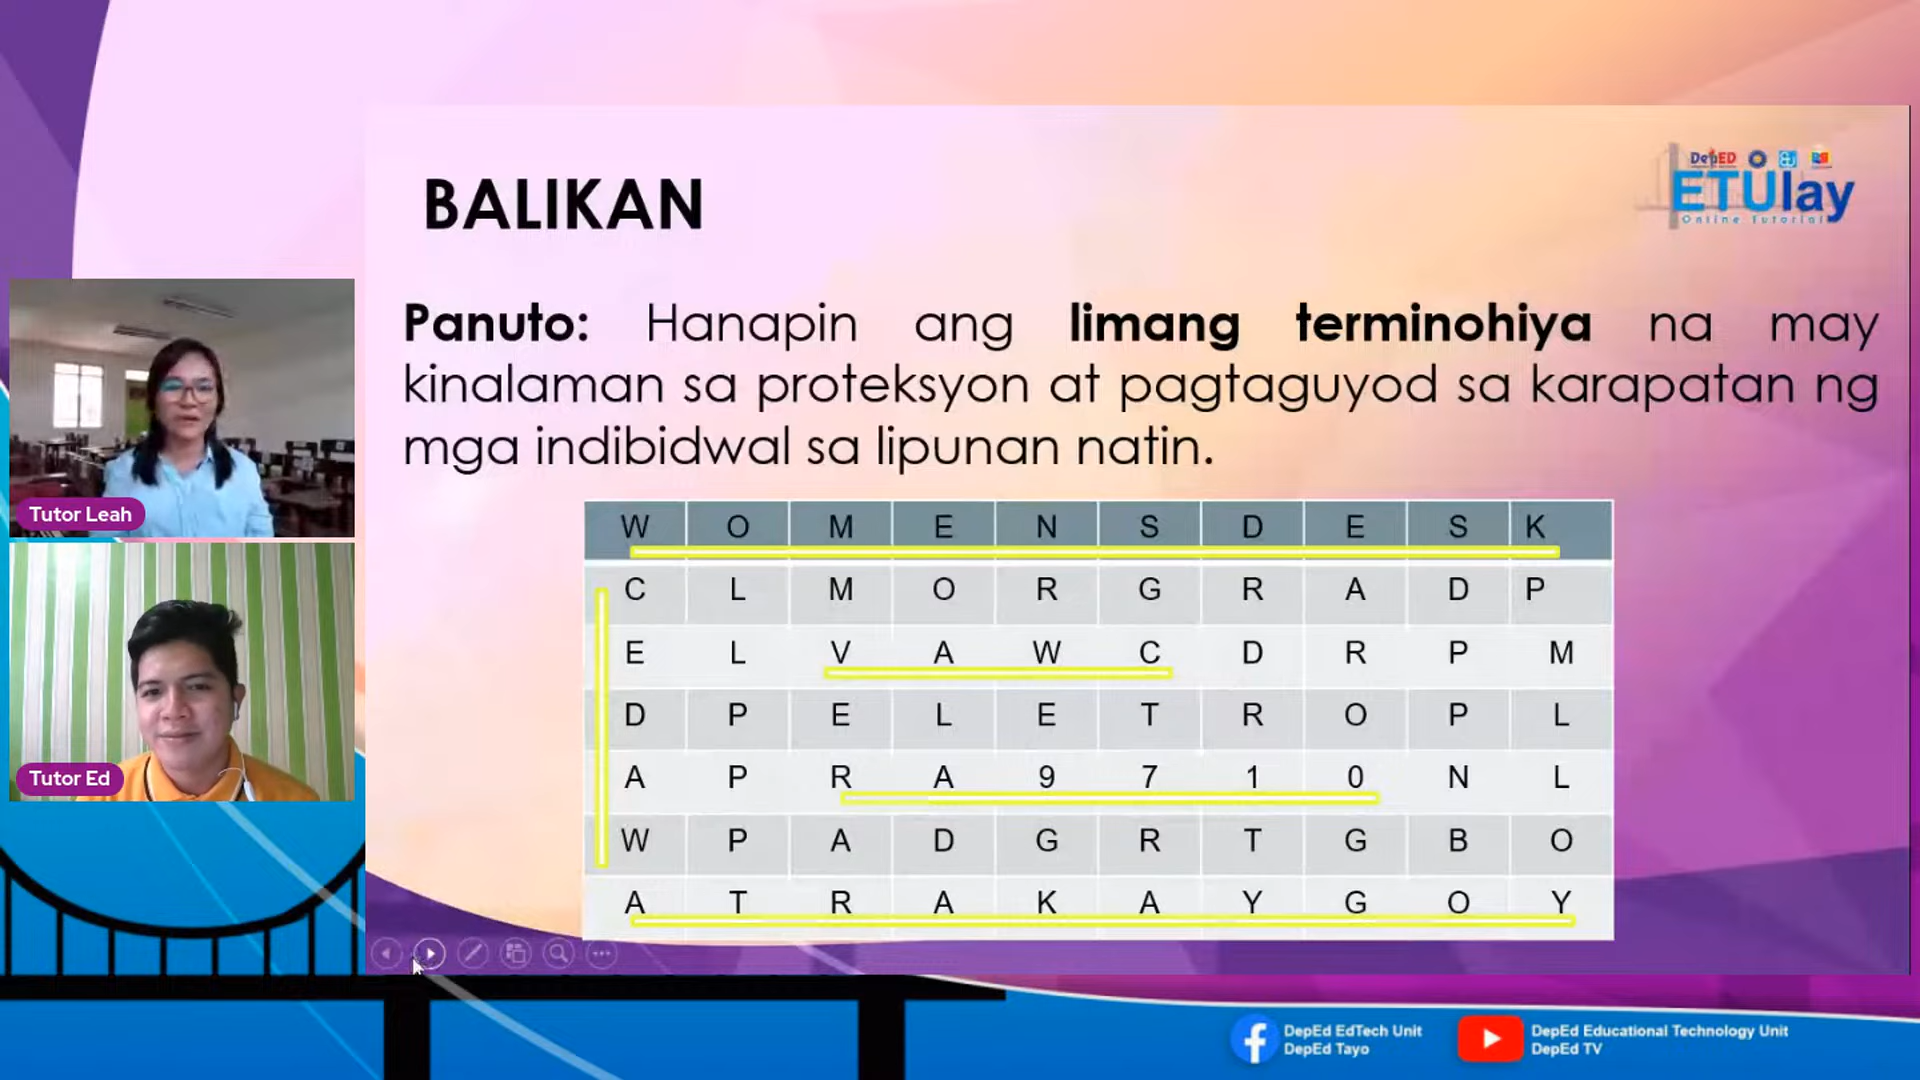 BALIKAN
DepED
ETUlay
Online Tutorial
Panuto: Hanapin ang limang terminohiya na may
kinalaman sa proteksyon at pagtaguyod sa karapatan ng
mga indibidwal sa lipunan natin.
W O M E N S D E S K
C L M O R G R A D P
E L V A W C D R P M
D P E L E T R O P L
A P R A 9 7 1 0 N L
W P A D G R T G B O
A T R A K A Y G O Y
Tutor Leah
Tutor Ed
DepEd EdTech Unit
DepEd Tayo
DepEd Educational Technology Unit
DepEd TV